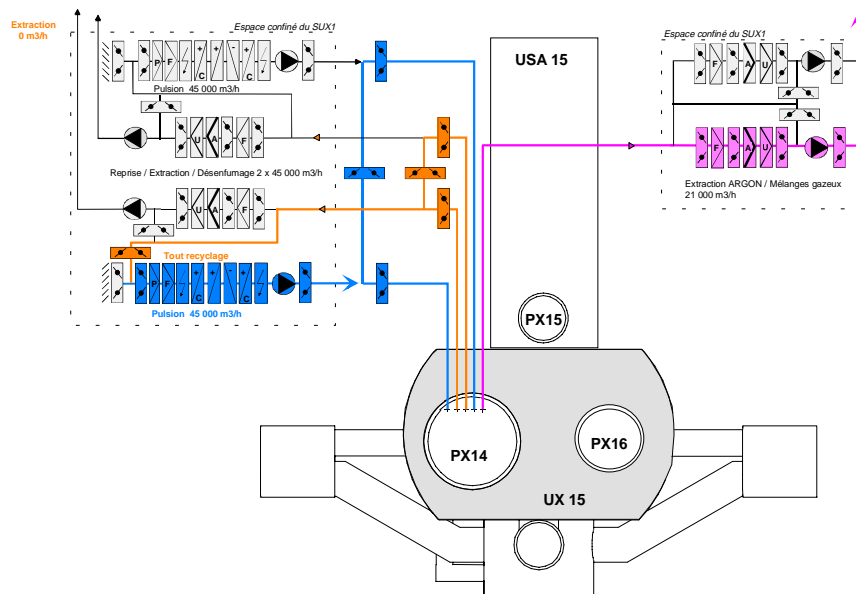 Extraction
0 m3/h
Espace confiné du SUX1
P F C C
+ + - +
Pulsion 45 000 m3/h
U A F
Reprise / Extraction / Désenfumage 2 x 45 000 m3/h
U A F
Tout recyclage
P F C C
+ + - +
Pulsion 45 000 m3/h
USA 15
Espace confiné du SUX1
F A U
F A U
Extraction ARGON / Mélanges gazeux
21 000 m3/h
PX15
PX14
PX16
UX 15